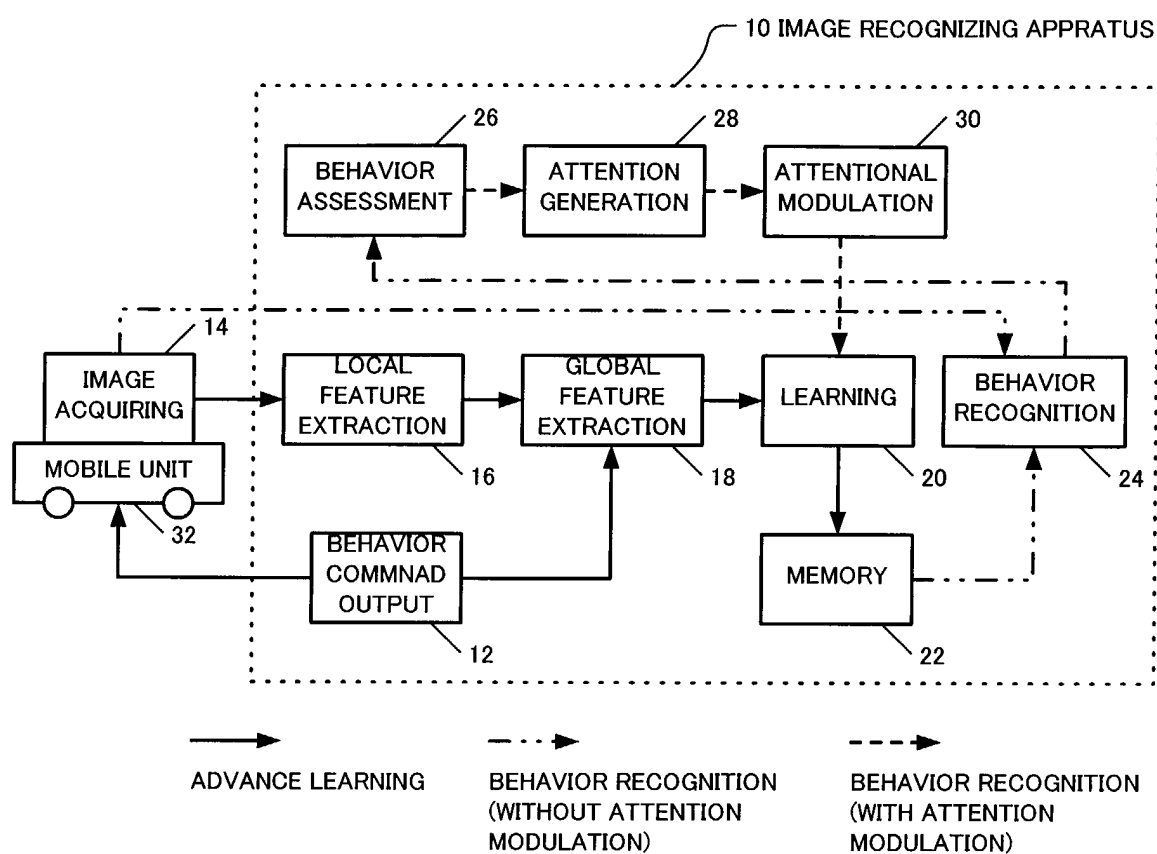 10 IMAGE RECOGNIZING APPRATUS
26
28
30
BEHAVIOR
ASSESSMENT
ATTENTION
GENERATION
ATTENTIONAL
MODULATION
14
IMAGE
ACQUIRING
LOCAL
FEATURE
EXTRACTION
GLOBAL
FEATURE
EXTRACTION
LEARNING
BEHAVIOR
RECOGNITION
MOBILE UNIT
16
18
20
24
32
BEHAVIOR
COMMNAD
OUTPUT
MEMORY
12
22
ADVANCE LEARNING
BEHAVIOR RECOGNITION
(WITHOUT ATTENTION
MODULATION)
BEHAVIOR RECOGNITION
(WITH ATTENTION
MODULATION)